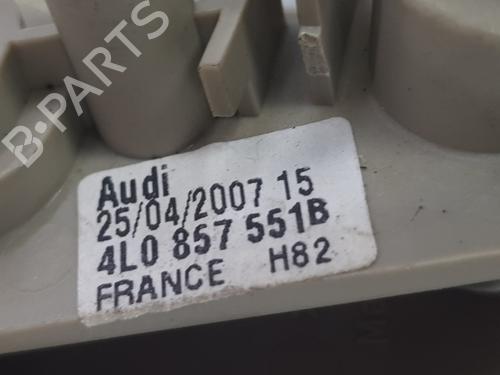 B-PARTS
Audi
25/04/2007 15
4L0 857 551B
FRANCE H82